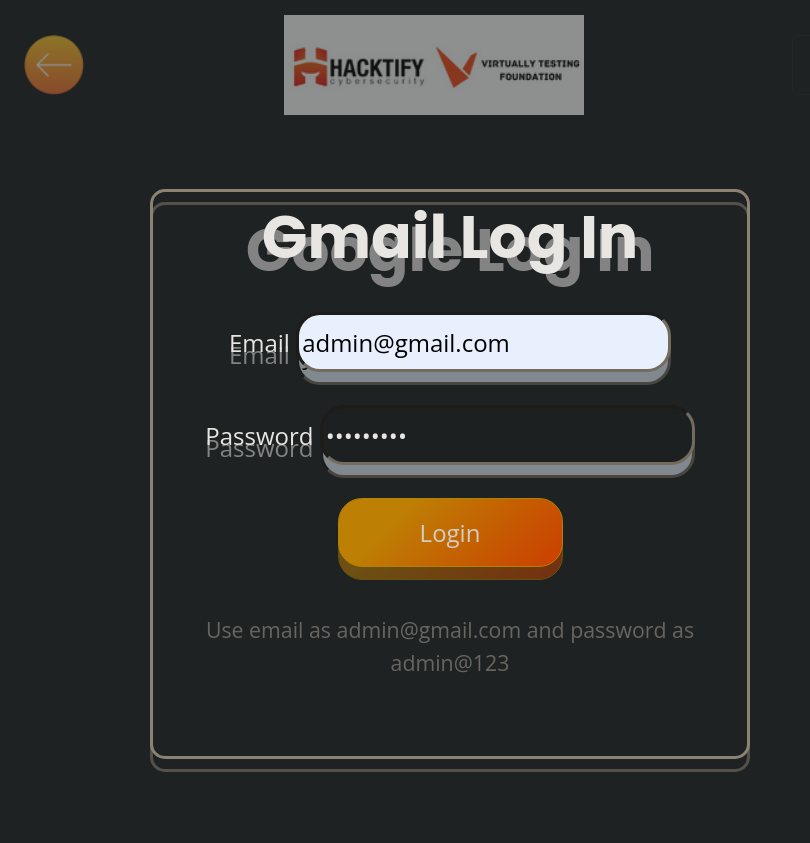 HACKTIFY
cybersecurity
VIRTUALLY TESTING
FOUNDATION
Gmail Log In
Google Log In
Email admin@gmail.com
Email
Password •••••••••
Password
Login
Use email as admin@gmail.com and password as
admin@123